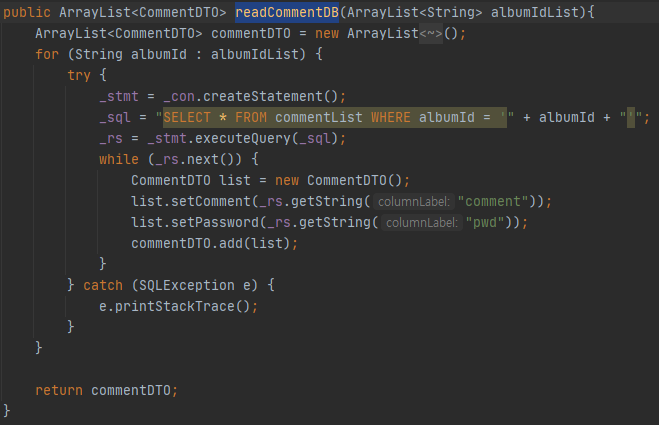 public ArrayList<CommentDTO> readCommentDB(ArrayList<String> albumIdList){
    ArrayList<CommentDTO> commentDTO = new ArrayList<~>();
    for (String albumId : albumIdList) {
        try {
            _stmt = _con.createStatement();
            _sql = "SELECT * FROM commentList WHERE albumId = '" + albumId + "'";
            _rs = _stmt.executeQuery(_sql);
            while (_rs.next()) {
                CommentDTO list = new CommentDTO();
                list.setComment(_rs.getString( columnLabel: "comment"));
                list.setPassword(_rs.getString( columnLabel: "pwd"));
                commentDTO.add(list);
            }
        } catch (SQLException e) {
            e.printStackTrace();
        }
    }
    return commentDTO;
}